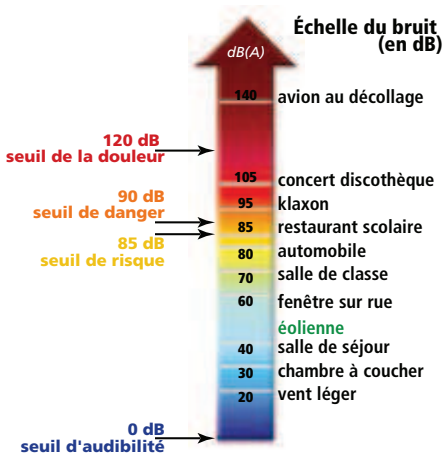 Échelle du bruit
(en dB)
dB(A)
140 avion au décollage
120 dB
seuil de la douleur
105 concert discothèque
90 dB
seuil de danger
95 klaxon
85 restaurant scolaire
85 dB
seuil de risque
80 automobile
70 salle de classe
60 fenêtre sur rue
éolienne
40 salle de séjour
30 chambre à coucher
20 vent léger
0 dB
seuil d'audibilité